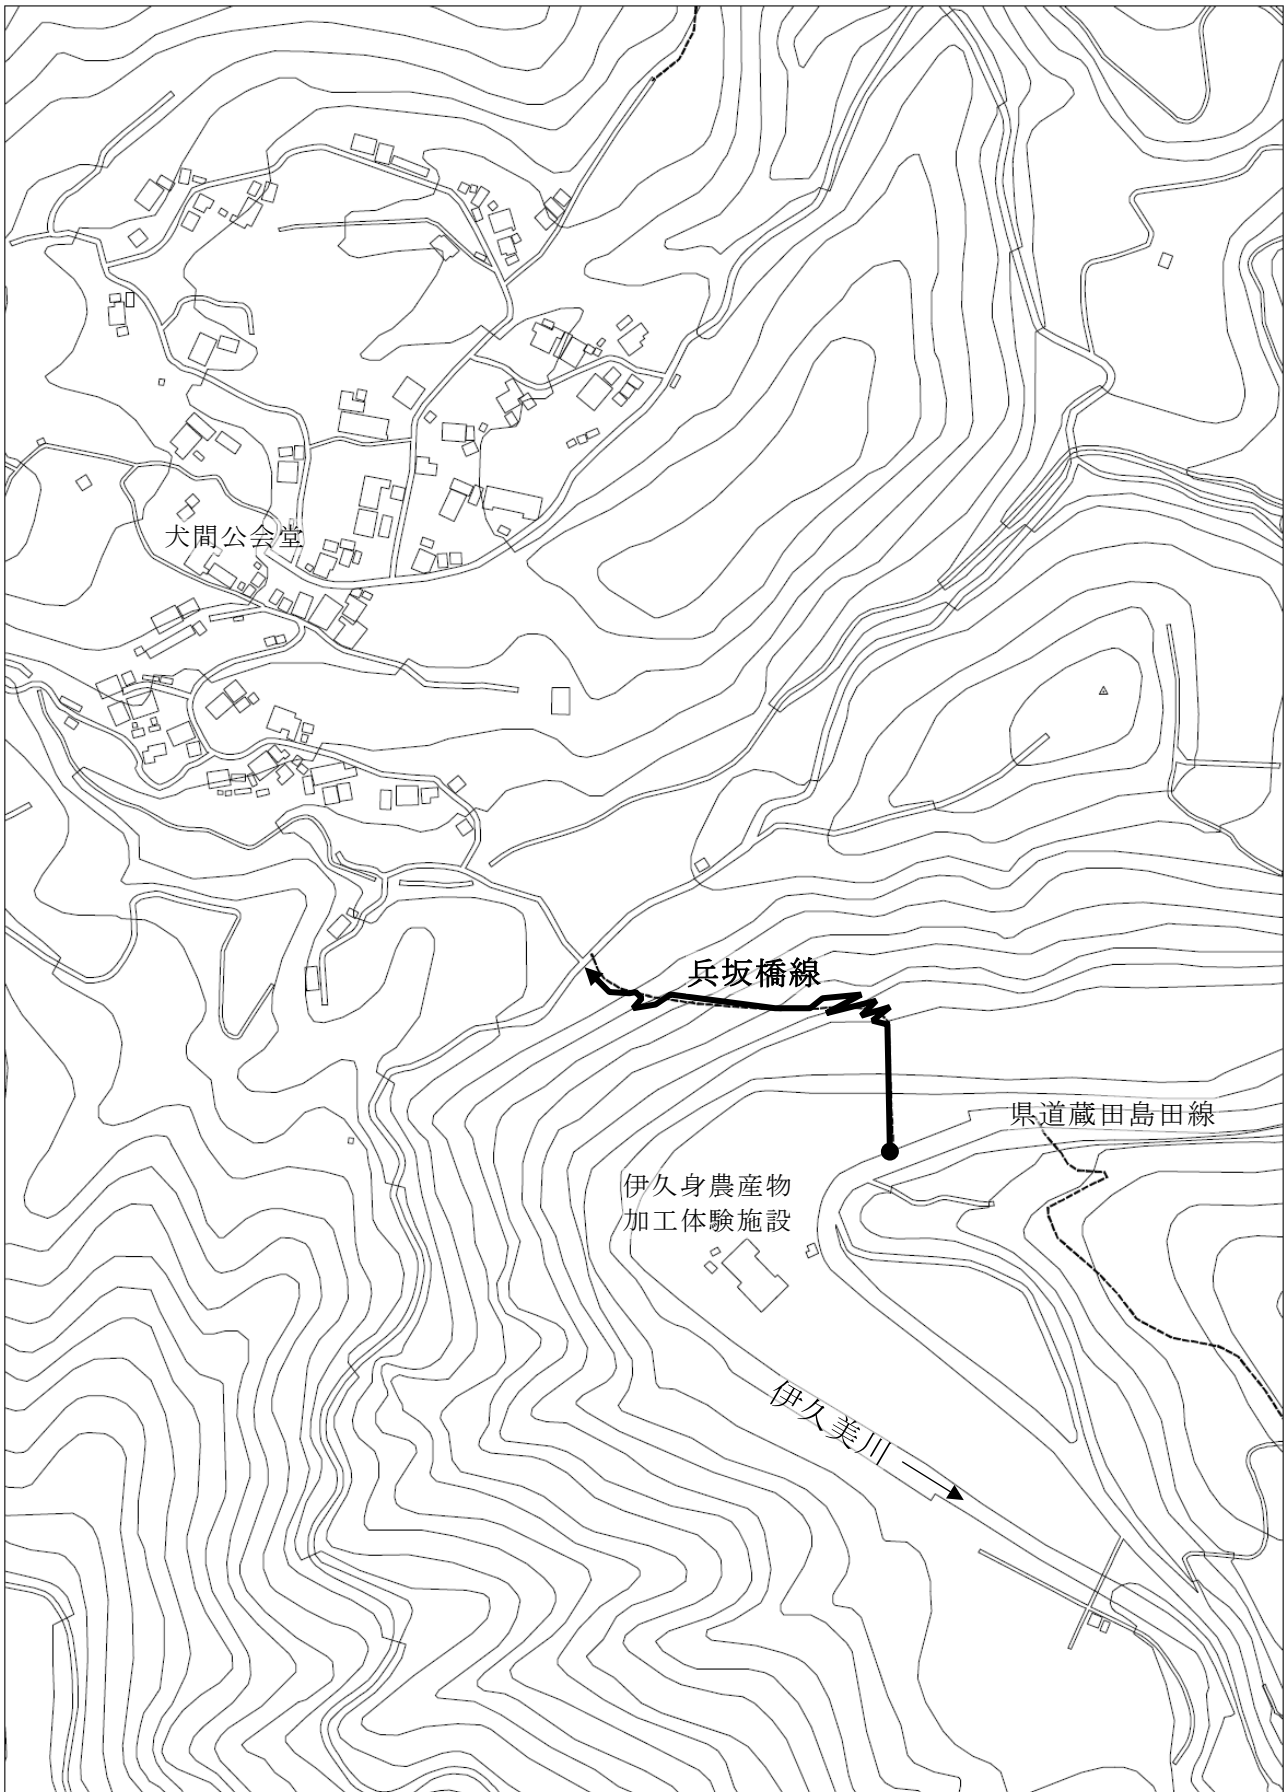 犬間公会堂
兵坂橋線
県道蔵田島田線
伊久身農産物
加工体験施設
伊久美川